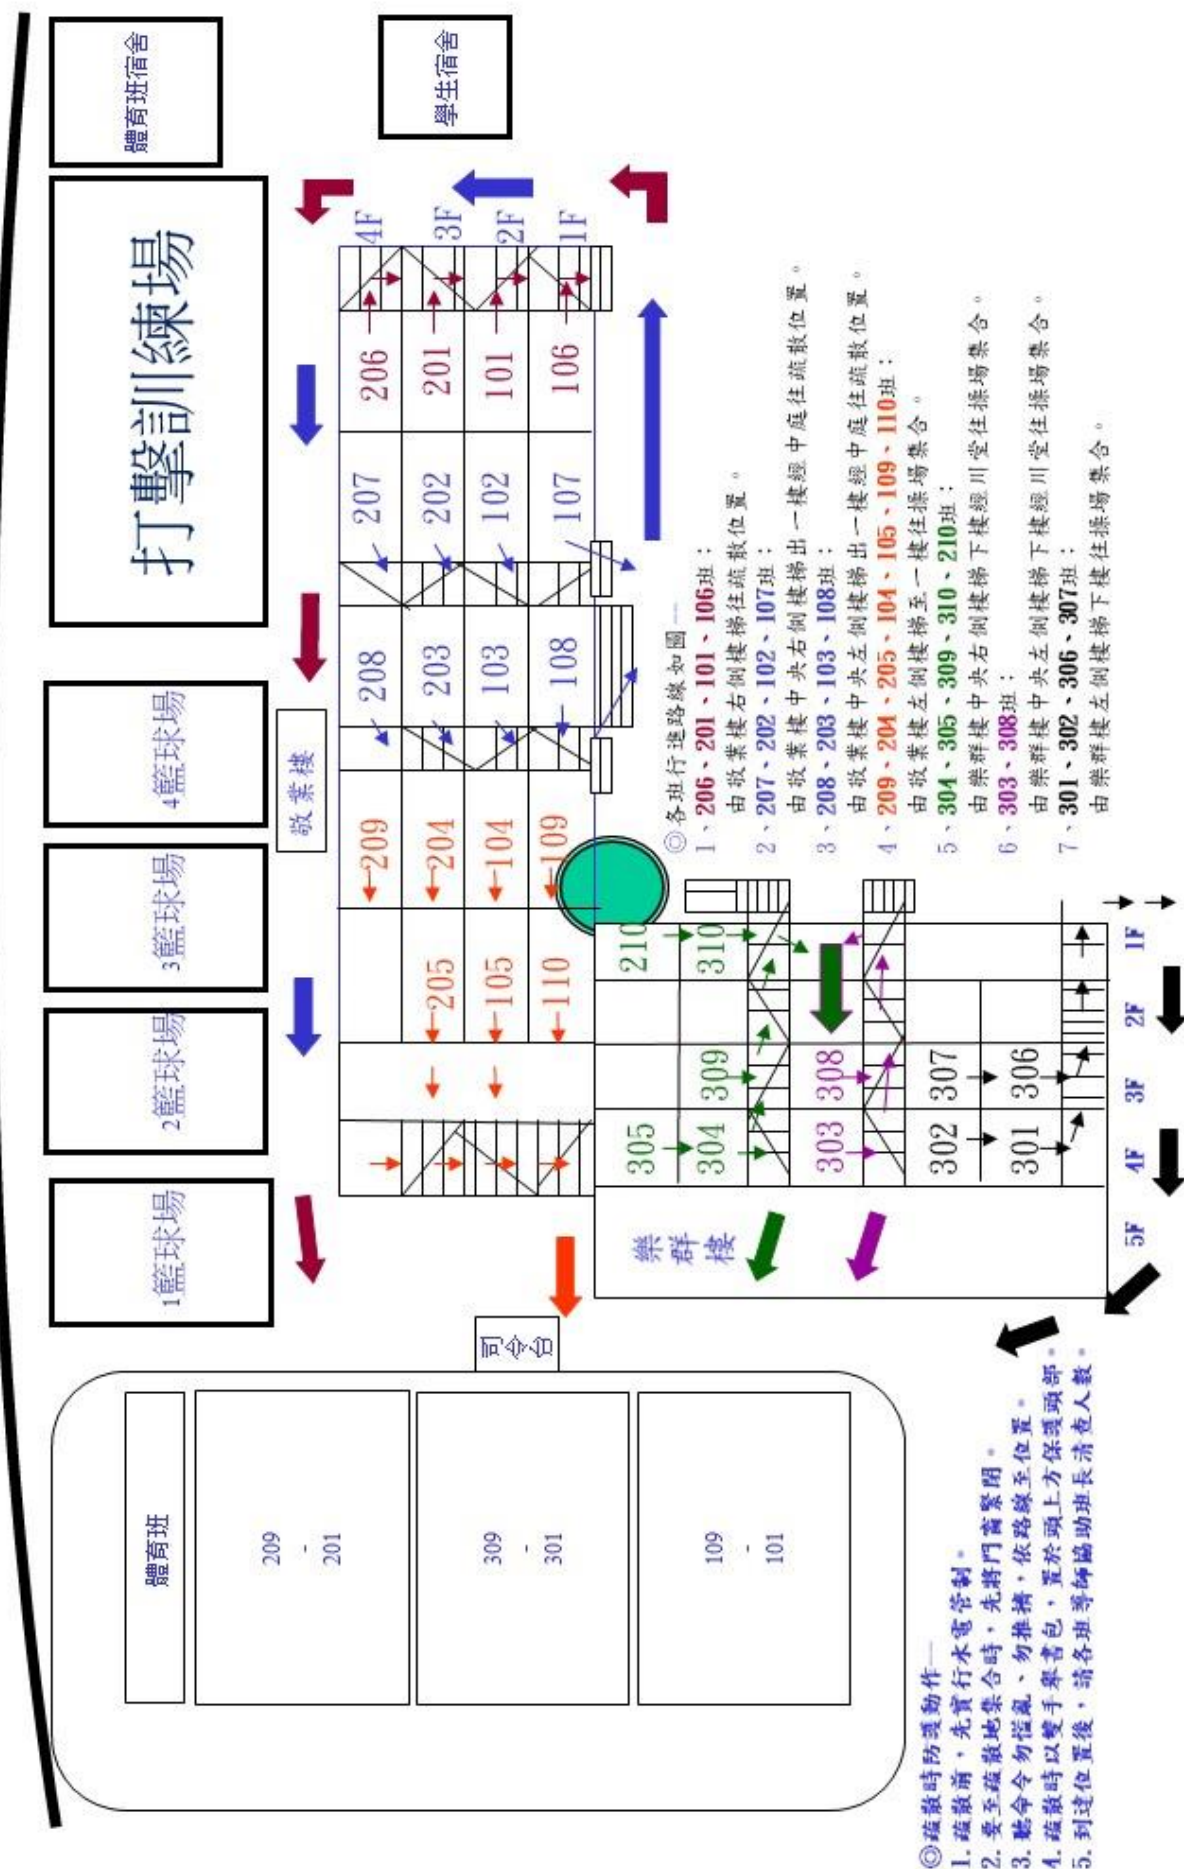 1籃球場
2籃球場
3籃球場
4籃球場
打擊訓練場
體育班宿舍
學生宿舍
敬業樓
209 208 207 206 4F
205 204 203 202 201 3F
105 104 103 102 101 2F
110 109 108 107 106 1F
體育班
209
-
201
309
-
301
109
-
101
司令台
樂群樓
305 210
304 309 310
303 308
302 307
301 306
5F 4F 3F 2F 1F
◎各班行進路線如圖—
1、206、201、101、106班：
由敬業樓右側樓梯往疏散位置。
2、207、202、102、107班：
由敬業樓中央右側樓梯出一樓經中庭往疏散位置。
3、208、203、103、108班：
由敬業樓中央左側樓梯出一樓經中庭往疏散位置。
4、209、204、205、104、105、109、110班：
由敬業樓左側樓梯至一樓往操場集合。
5、304、305、309、310、210班：
由樂群樓中央右側樓梯下樓經川堂往操場集合。
6、303、308班：
由樂群樓中央左側樓梯下樓經川堂往操場集合。
7、301、302、306、307班：
由樂群樓左側樓梯下樓往操場集合。
◎疏散時防護動作—
1. 疏散前，先實行水電管制。
2. 要至疏散地集合時，先將門窗緊閉。
3. 聽命令勿慌亂、勿推擠，依路線至位置。
4. 疏散時以雙手舉書包，置於頭上方保護頭部。
5. 到達位置後，請各班導師協助班長清查人數。